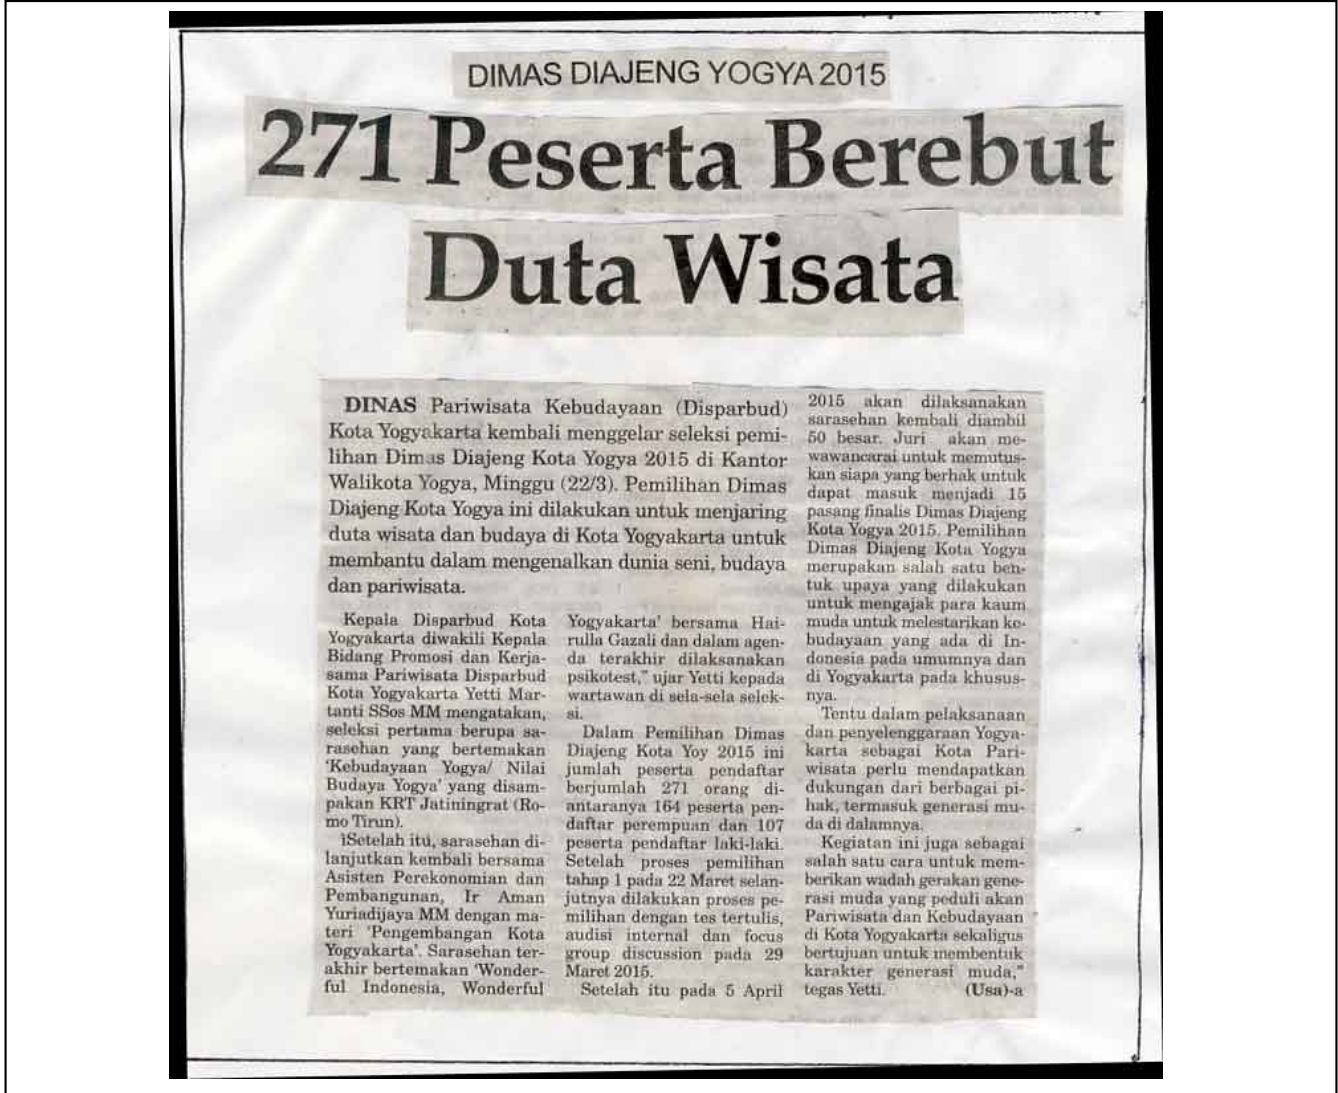 DIMAS DIAJENG YOGYA 2015
271 Peserta Berebut
Duta Wisata
DINAS Pariwisata Kebudayaan (Disparbud)
Kota Yogyakarta kembali menggelar seleksi pemi-
lihan Dimas Diajeng Kota Yogya 2015 di Kantor
Walikota Yogya, Minggu (22/3). Pemilihan Dimas
Diajeng Kota Yogya ini dilakukan untuk menjaring
duta wisata dan budaya di Kota Yogyakarta untuk
membantu dalam mengenalkan dunia seni, budaya
dan pariwisata.
Kepala Disparbud Kota
Yogyakarta diwakili Kepala
Bidang Promosi dan Kerja-
sama Pariwisata Disparbud
Kota Yogyakarta Yetti Mar-
tanti SSos MM mengatakan,
seleksi pertama berupa sa-
rasehan yang bertemakan
'Kebudayaan Yogya/ Nilai
Budaya Yogya' yang disam-
pakan KRT Jatiningrat (Ro-
mo Tirun).
ìSetelah itu, sarasehan di-
lanjutkan kembali bersama
Asisten Perekonomian dan
Pembangunan, Ir Aman
Yuriadijaya MM dengan ma-
teri 'Pengembangan Kota
Yogyakarta'. Sarasehan ter-
akhir bertemakan 'Wonder-
ful Indonesia, Wonderful
Yogyakarta' bersama Hai-
rulla Gazali dan dalam agen-
da terakhir dilaksanakan
psikotest," ujar Yetti kepada
wartawan di sela-sela selek-
si.
Dalam Pemilihan Dimas
Diajeng Kota Yoy 2015 ini
jumlah peserta pendaftar
berjumlah 271 orang di-
antaranya 164 peserta pen-
daftar perempuan dan 107
peserta pendaftar laki-laki.
Setelah proses pemilihan
tahap 1 pada 22 Maret selan-
jutnya dilakukan proses pe-
milihan dengan tes tertulis,
audisi internal dan focus
group discussion pada 29
Maret 2015.
Setelah itu pada 5 April
2015 akan dilaksanakan
sarasehan kembali diambil
50 besar. Juri akan me-
wawancarai untuk memutus-
kan siapa yang berhak untuk
dapat masuk menjadi 15
pasang finalis Dimas Diajeng
Kota Yogya 2015. Pemilihan
Dimas Diajeng Kota Yogya
merupakan salah satu ben-
tuk upaya yang dilakukan
untuk mengajak para kaum
muda untuk melestarikan ke-
budayaan yang ada di In-
donesia pada umumnya dan
di Yogyakarta pada khusus-
nya.
Tentu dalam pelaksanaan
dan penyelenggaraan Yogya-
karta sebagai Kota Pari-
wisata perlu mendapatkan
dukungan dari berbagai pi-
hak, termasuk generasi mu-
da di dalamnya.
Kegiatan ini juga sebagai
salah satu cara untuk mem-
berikan wadah gerakan gene-
rasi muda yang peduli akan
Pariwisata dan Kebudayaan
di Kota Yogyakarta sekaligus
bertujuan untuk membentuk
karakter generasi muda,"
tegas Yetti. (Usa)-a